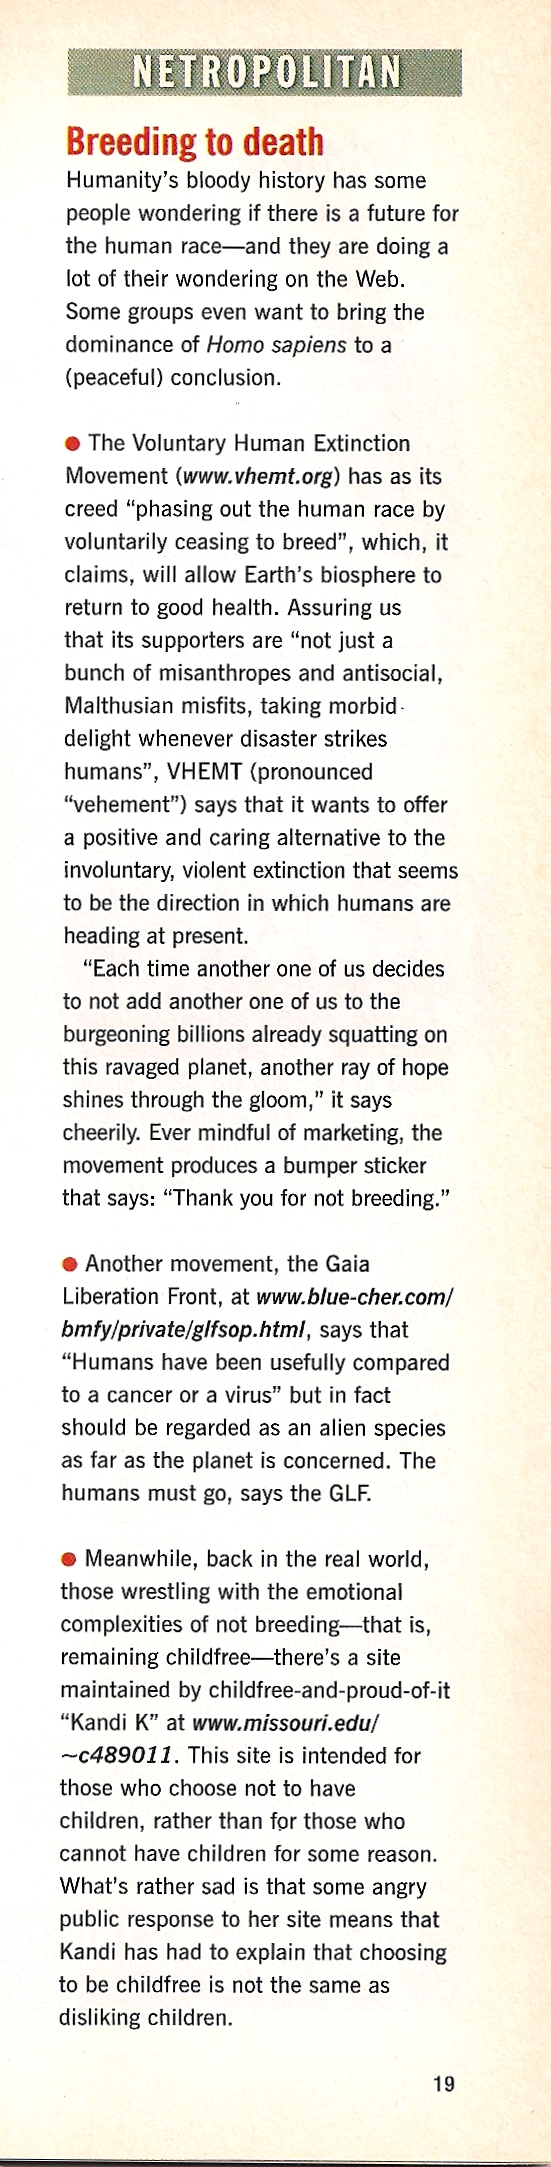 NETROPOLITAN
Breeding to death
Humanity's bloody history has some
people wondering if there is a future for
the human race—and they are doing a
lot of their wondering on the Web.
Some groups even want to bring the
dominance of Homo sapiens to a
(peaceful) conclusion.
● The Voluntary Human Extinction
Movement (www.vhemt.org) has as its
creed “phasing out the human race by
voluntarily ceasing to breed”, which, it
claims, will allow Earth's biosphere to
return to good health. Assuring us
that its supporters are “not just a
bunch of misanthropes and antisocial,
Malthusian misfits, taking morbid
delight whenever disaster strikes
humans”, VHEMT (pronounced
“vehement”) says that it wants to offer
a positive and caring alternative to the
involuntary, violent extinction that seems
to be the direction in which humans are
heading at present.
“Each time another one of us decides
to not add another one of us to the
burgeoning billions already squatting on
this ravaged planet, another ray of hope
shines through the gloom,” it says
cheerily. Ever mindful of marketing, the
movement produces a bumper sticker
that says: “Thank you for not breeding.”
● Another movement, the Gaia
Liberation Front, at www.blue-cher.com/
bmfy/private/glfsop.html, says that
“Humans have been usefully compared
to a cancer or a virus” but in fact
should be regarded as an alien species
as far as the planet is concerned. The
humans must go, says the GLF.
● Meanwhile, back in the real world,
those wrestling with the emotional
complexities of not breeding—that is,
remaining childfree—there's a site
maintained by childfree-and-proud-of-it
“Kandi K” at www.missouri.edu/
~c489011. This site is intended for
those who choose not to have
children, rather than for those who
cannot have children for some reason.
What's rather sad is that some angry
public response to her site means that
Kandi has had to explain that choosing
to be childfree is not the same as
disliking children.
19